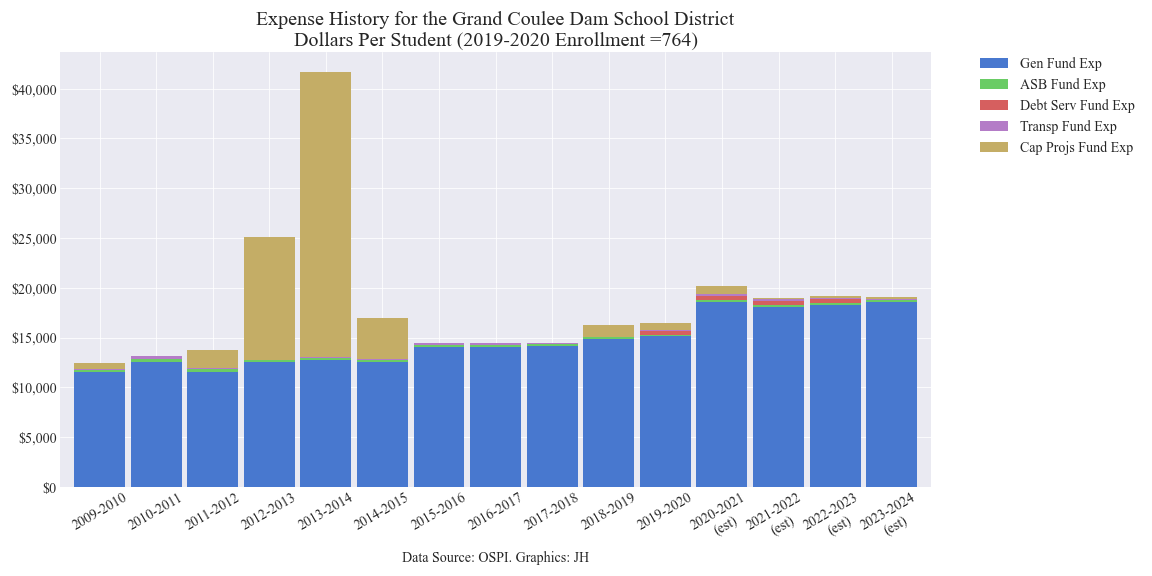 Expense History for the Grand Coulee Dam School District
Dollars Per Student (2019-2020 Enrollment =764)
Gen Fund Exp
ASB Fund Exp
Debt Serv Fund Exp
Transp Fund Exp
Cap Projs Fund Exp
$40,000
$35,000
$30,000
$25,000
$20,000
$15,000
$10,000
$5,000
$0
2009-2010
2010-2011
2011-2012
2012-2013
2013-2014
2014-2015
2015-2016
2016-2017
2017-2018
2018-2019
2019-2020
2020-2021
(est)
2021-2022
(est)
2022-2023
(est)
2023-2024
(est)
Data Source: OSPI. Graphics: JH